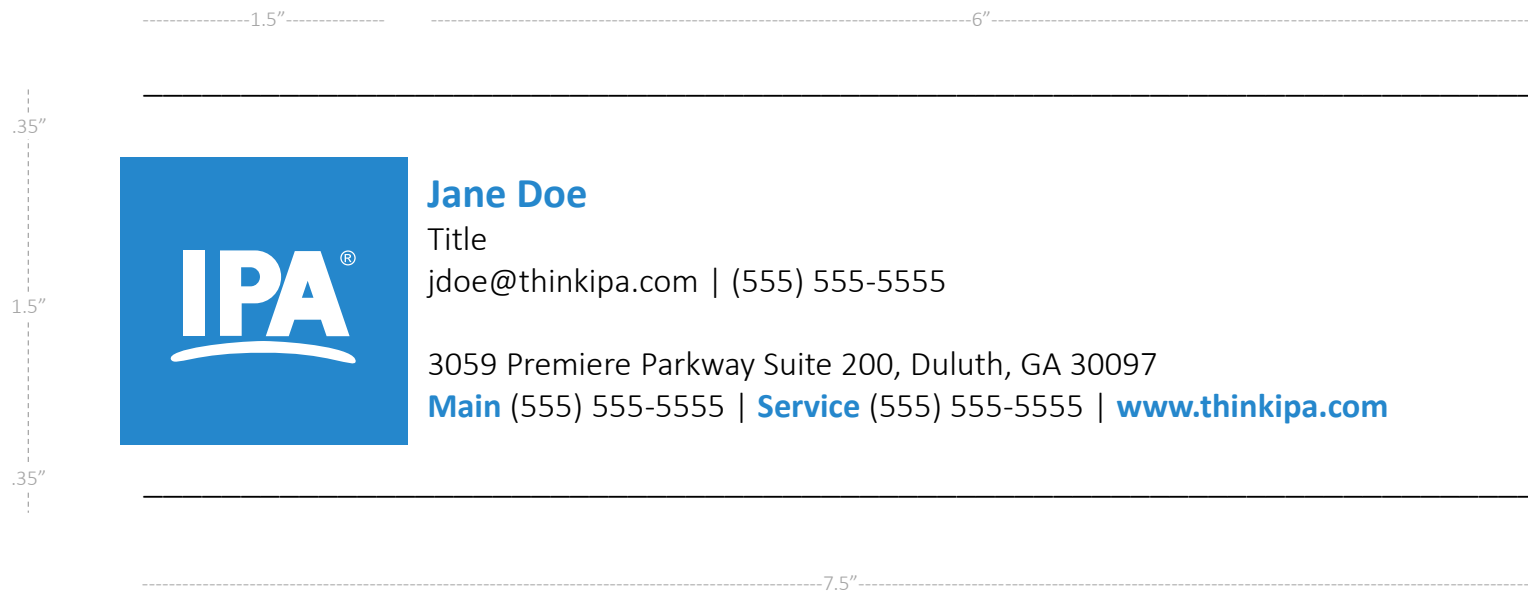 1.5”
6”
.35”
Jane Doe
Title
IPA®
jdoe@thinkipa.com | (555) 555-5555
1.5”
3059 Premiere Parkway Suite 200, Duluth, GA 30097
Main (555) 555-5555 | Service (555) 555-5555 | www.thinkipa.com
.35”
7.5”